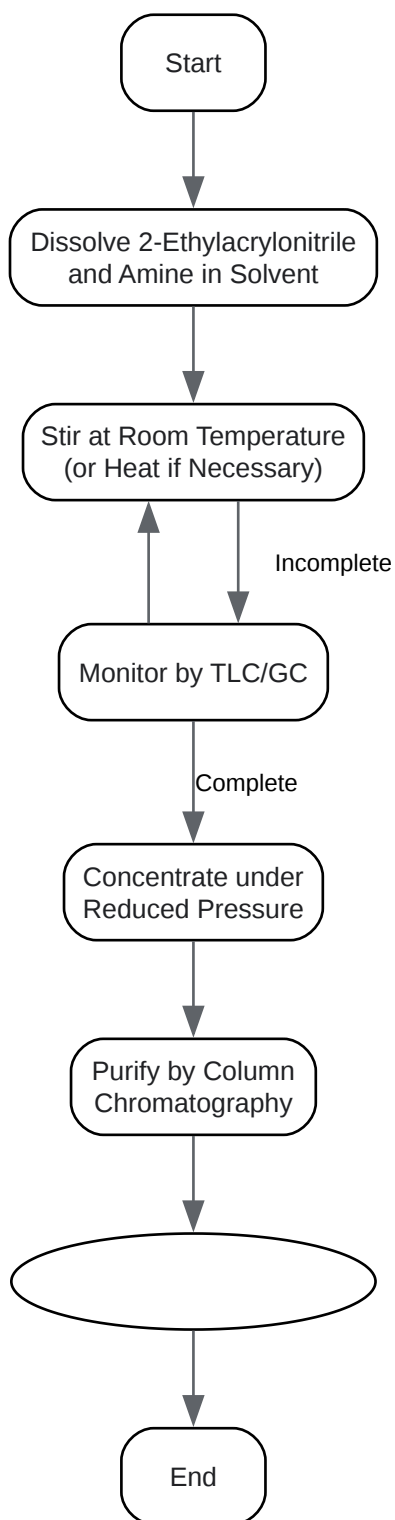 Start
Dissolve 2-Ethylacrylonitrile
and Amine in Solvent
Stir at Room Temperature
(or Heat if Necessary)
Incomplete
Monitor by TLC/GC
Complete
Concentrate under
Reduced Pressure
Purify by Column
Chromatography
End